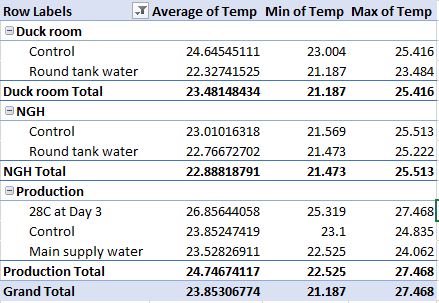 Row Labels Average of Temp Min of Temp Max of Temp
Duck room
Control 24.64545111 23.004 25.416
Round tank water 22.32741525 21.187 23.484
Duck room Total 23.48148434 21.187 25.416
NGH
Control 23.01016318 21.569 25.513
Round tank water 22.76672702 21.473 25.222
NGH Total 22.88818791 21.473 25.513
Production
28C at Day 3 26.85644058 25.319 27.468
Control 23.85247419 23.1 24.835
Main supply water 23.52826911 22.525 24.062
Production Total 24.74674117 22.525 27.468
Grand Total 23.85306774 21.187 27.468